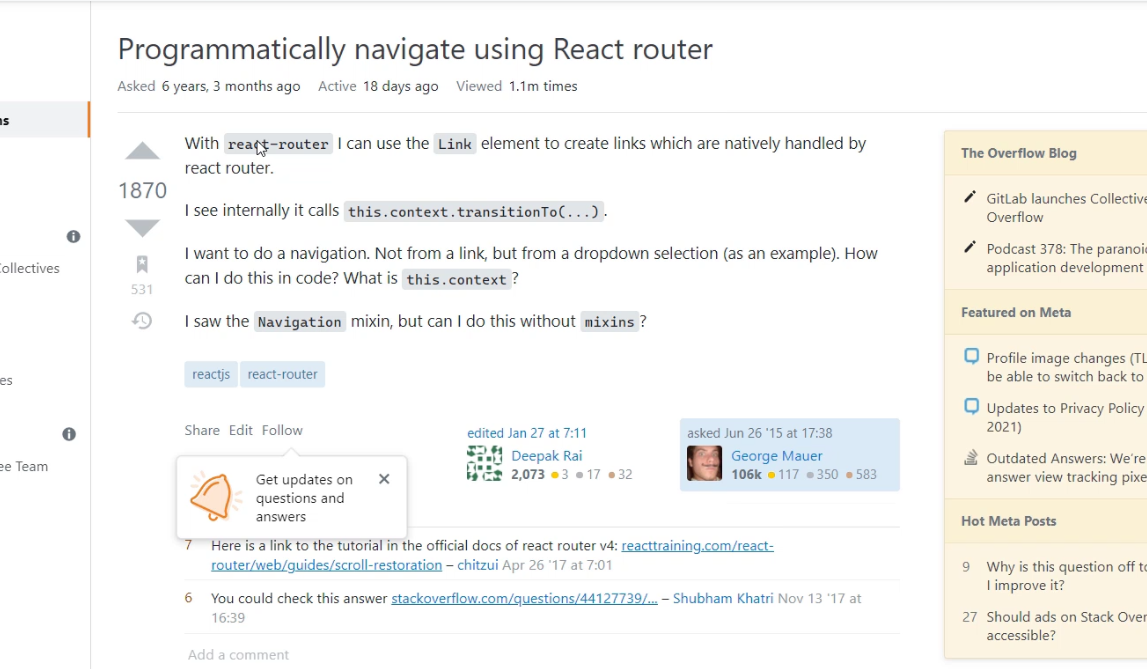 Programmatically navigate using React router
Asked 6 years, 3 months ago Active 18 days ago Viewed 1.1m times
With react-router I can use the Link element to create links which are natively handled by
react router.
1870
I see internally it calls this.context.transitionTo(...).
I want to do a navigation. Not from a link, but from a dropdown selection (as an example). How
can I do this in code? What is this.context?
531
I saw the Navigation mixin, but can I do this without mixins?
reactjs react-router
Share Edit Follow
edited Jan 27 at 7:11
Deepak Rai
2,073 3 17 32
asked Jun 26 '15 at 17:38
George Mauer
106k 117 350 583
Get updates on
questions and
answers
7 Here is a link to the tutorial in the official docs of react router v4: reacttraining.com/react-
router/web/guides/scroll-restoration – chitzui Apr 26 '17 at 7:01
6 You could check this answer stackoverflow.com/questions/44127739/... – Shubham Khatri Nov 13 '17 at
16:39
Add a comment
ns
ollectives
es
ee Team
The Overflow Blog
GitLab launches Collective
Overflow
Podcast 378: The paranoi
application development
Featured on Meta
Profile image changes (TL
be able to switch back to
Updates to Privacy Policy
2021)
Outdated Answers: We're
answer view tracking pixe
Hot Meta Posts
9 Why is this question off to
I improve it?
27 Should ads on Stack Over
accessible?